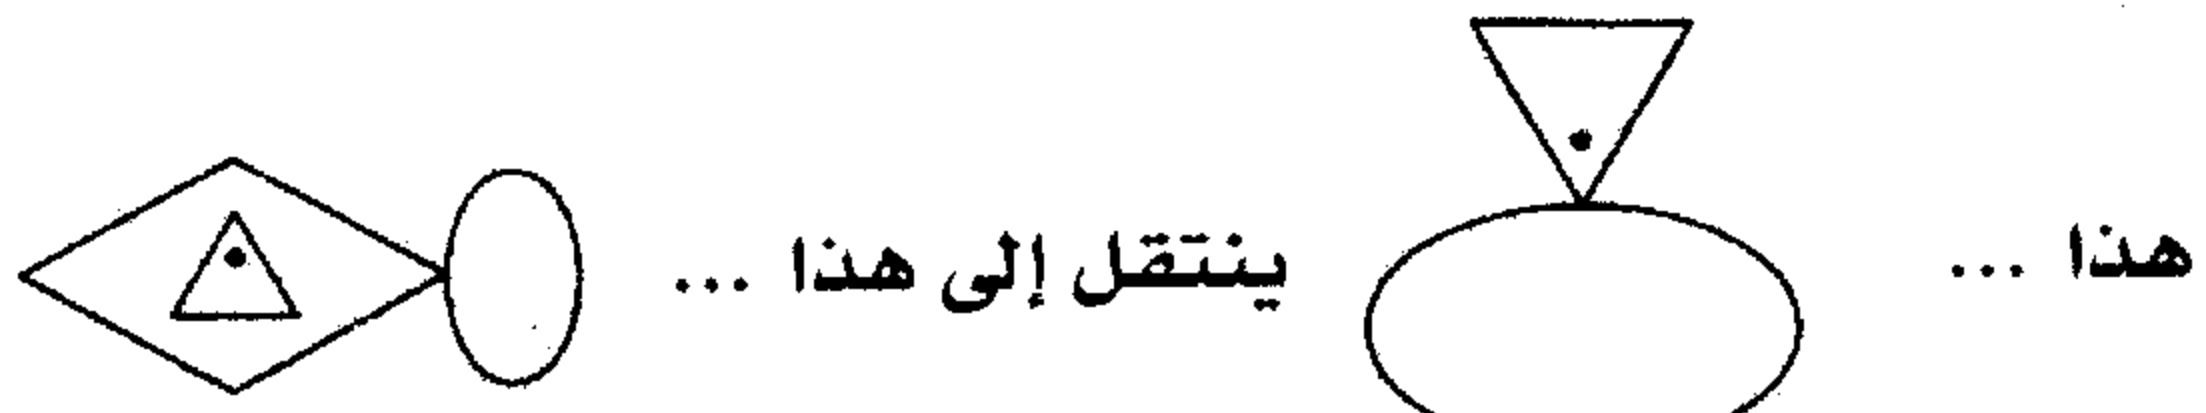 هذا ... ينتقل إلى هذا ...